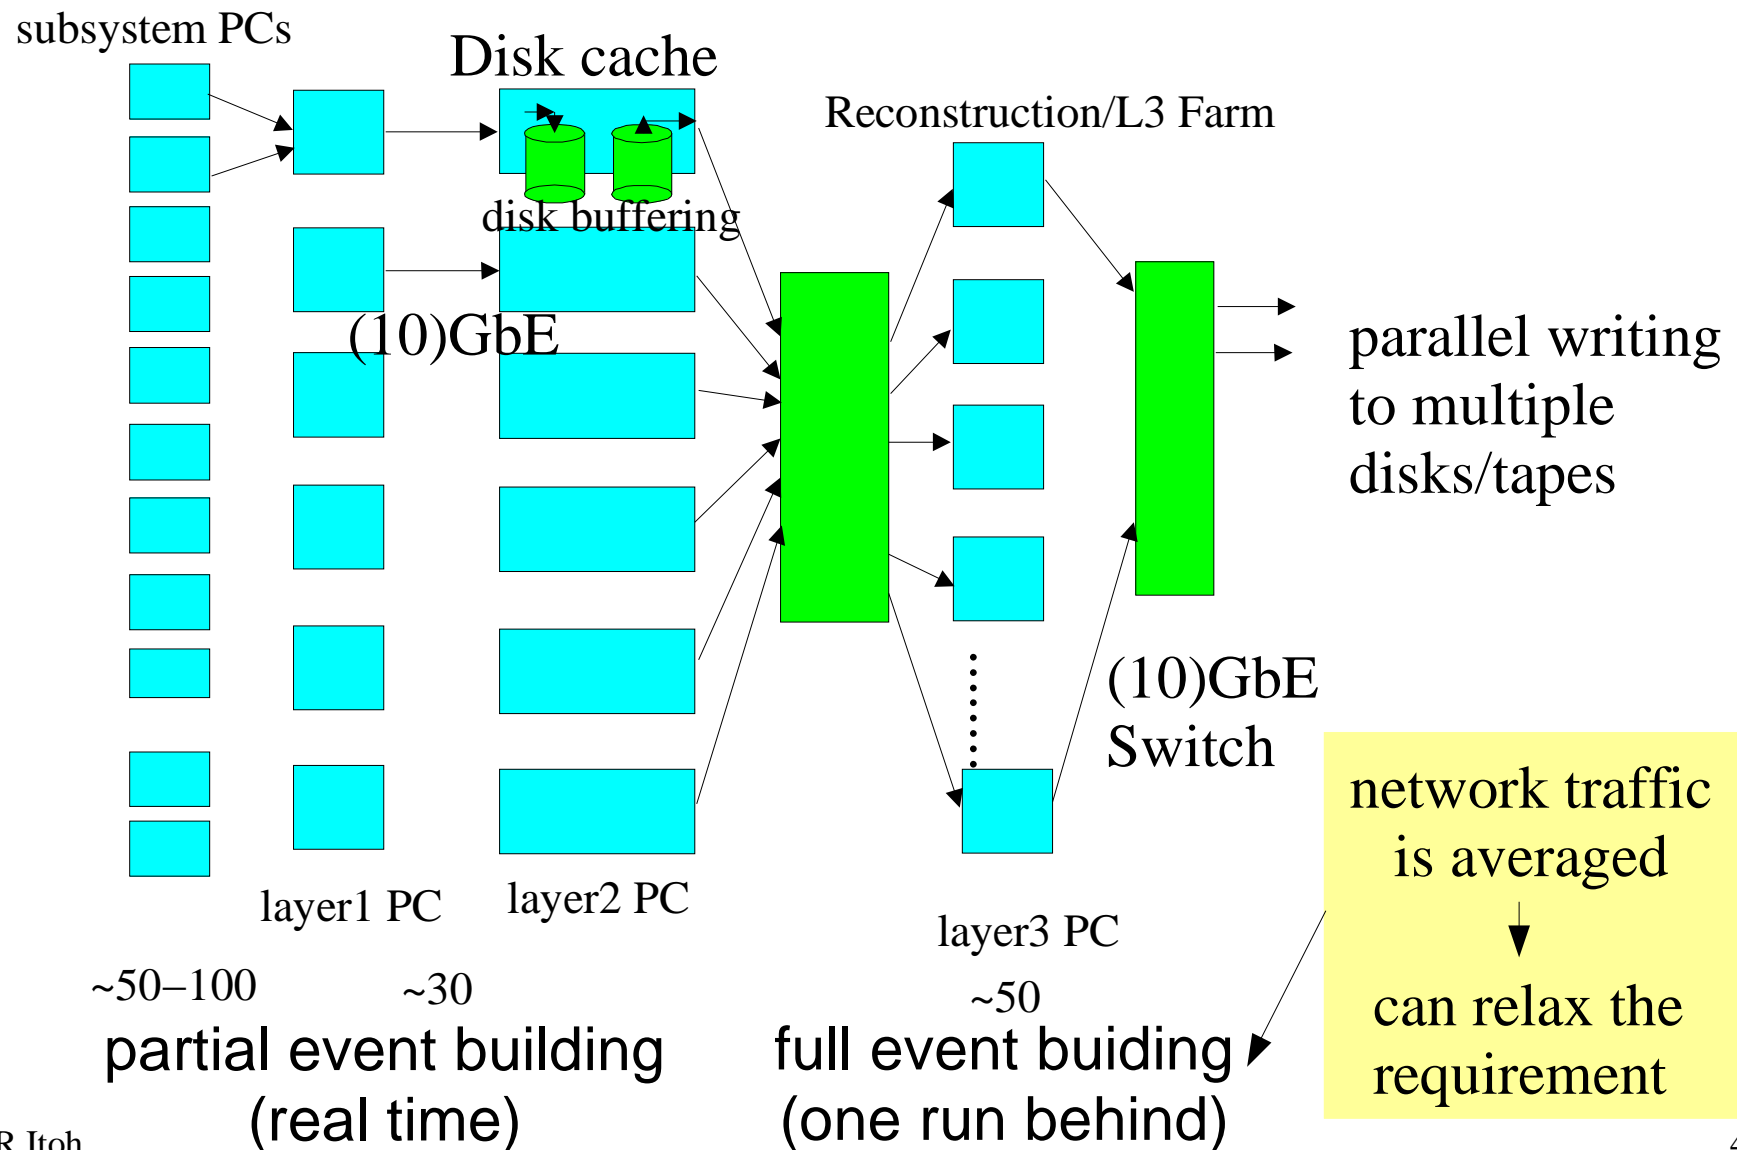 subsystem PCs
Disk cache
Reconstruction/L3 Farm
disk buffering
(10)GbE
parallel writing
to multiple
disks/tapes
(10)GbE
Switch
network traffic
is averaged
can relax the
requirement
layer1 PC
layer2 PC
layer3 PC
~50−100
~30
~50
partial event building
(real time)
full event buiding
(one run behind)
R Itoh
4